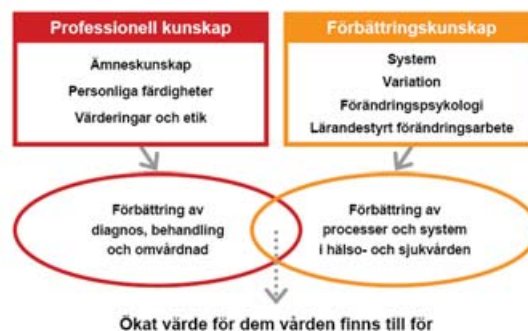 Professionell kunskap
Ämneskunskap
Personliga färdigheter
Värderingar och etik
Förbättringskunskap
System
Variation
Förändringspsykologi
Lärandestyrt förändringsarbete
Förbättring av
diagnos, behandling
och omvårdnad
Förbättring av
processer och system
i hälso- och sjukvården
Ökat värde för dem vården finns till för